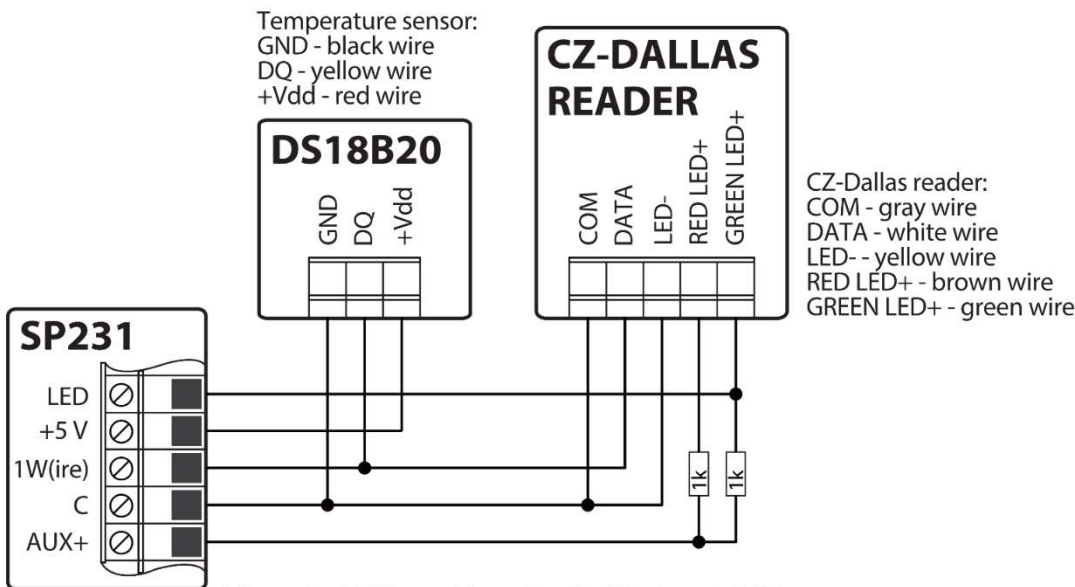 Temperature sensor:
GND - black wire
DQ - yellow wire
+Vdd - red wire
DS18B20
GND
DQ
+Vdd
CZ-DALLAS
READER
COM
DATA
LED-
RED LED+
GREEN LED+
CZ-Dallas reader:
COM - gray wire
DATA - white wire
LED- - yellow wire
RED LED+ - brown wire
GREEN LED+ - green wire
SP231
LED
+5 V
1W(ire)
C
AUX+
1k
1k